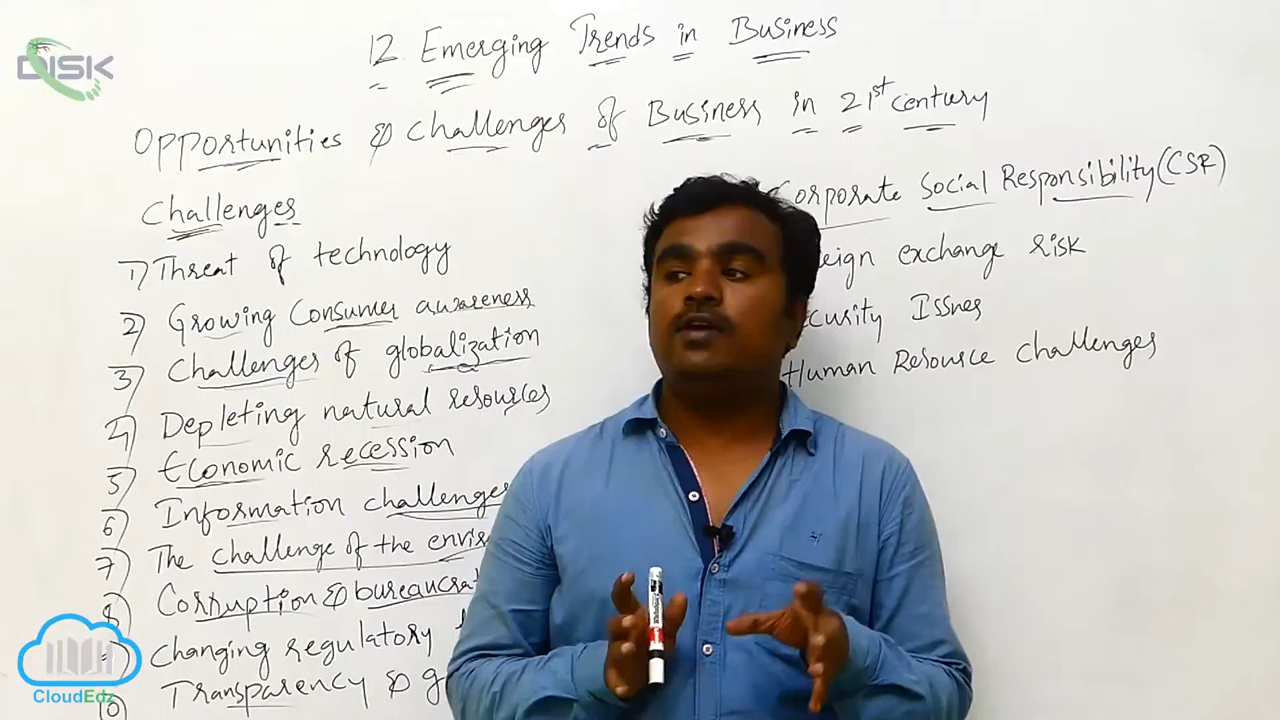 DISK
12. Emerging Trends in Business
Opportunities & Challenges of Business in 21st century
Challenges
1) Threat of technology
2) Growing Consumer awareness
3) Challenges of globalization
4) Depleting natural resources
5) Economic recession
6) Information challenges
7) The challenge of the
8) Corruption &
Changing regulatory
10 Transparency &
Corporate Social Responsibility (CSR)
exchange risk
Issues
Human Resource Challenges
CloudEdz